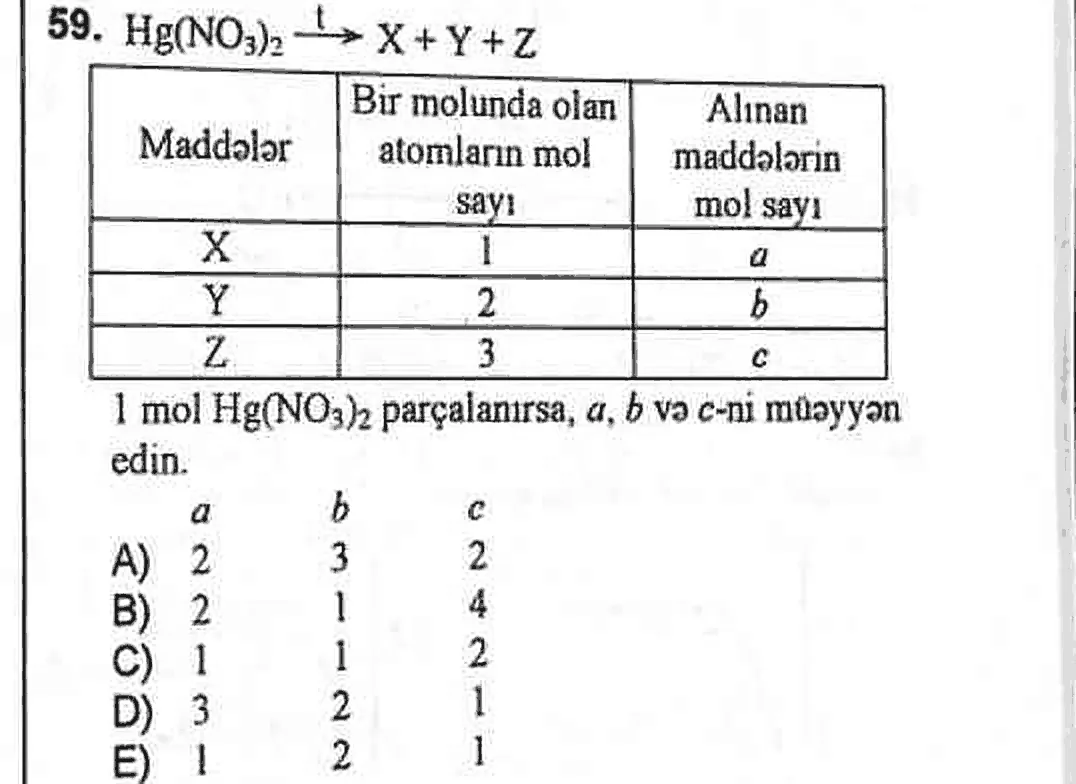 59. Hg(NO₃)₂ —t→ X + Y + Z
Maddələr | Bir molunda olan atomların mol sayı | Alınan maddələrin mol sayı
X | 1 | a
Y | 2 | b
Z | 3 | c
1 mol Hg(NO₃)₂ parçalanırsa, a, b və c-ni müəyyən
edin.
a b c
A) 2 3 2
B) 2 1 4
C) 1 1 2
D) 3 2 1
E) 1 2 1